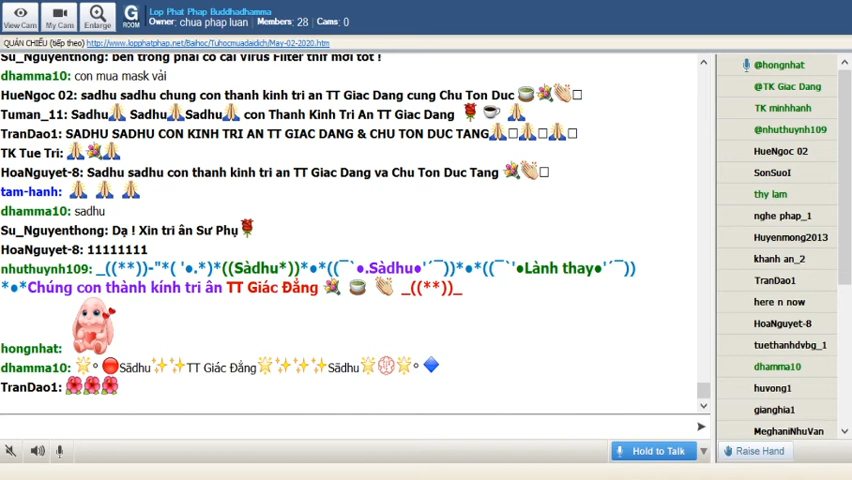 View Cam
My Cam
Enlarge
G
ROOM
Lop Phat Phap Buddhadhamma
Owner: chua phap luan Members: 28 Cams: 0
QUÁN CHIẾU (tiếp theo) http://www.lopphatphap.net/Baihoc/Tuhocmuadaidich/May-02-2020.htm
Su_Nguyenthong: bên trong phải có cái virus Filter thif mới tốt !
dhamma10: con mua mask vải
HueNgoc 02: sadhu sadhu chung con thanh kinh tri an TT Giac Dang cung Chu Ton Duc
Tuman_11: Sadhu Sadhu Sadhu con Thanh Kinh Tri An TT Giac Dang
TranDao1: SADHU SADHU CON KINH TRI AN TT GIAC DANG & CHU TON DUC TANG
TK Tue Tri:
HoaNguyet-8: Sadhu sadhu con thanh kinh tri an TT Giac Dang va Chu Ton Duc Tang
tam-hanh:
dhamma10: sadhu
Su_Nguyenthong: Dạ ! Xin tri ân Sư Phụ
HoaNguyet-8: 11111111
nhuthuynh109: _((**))-"*( '●.*)*((Sàdhu*))*●*((¯`●.Sàdhu●'´¯))*●*((¯`'●Lành thay●'´¯))
*●*Chúng con thành kính tri ân TT Giác Đẳng _((**))_
hongnhat:
dhamma10: Sādhu TT Giác Đẳng Sādhu
TranDao1:
Hold to Talk
@hongnhat
@TK Giac Dang
TK minhhanh
@nhuthuynh109
HueNgoc 02
SonSuoI
thy lam
nghe phap_1
Huyenmong2013
khanh an_2
TranDao1
here n now
HoaNguyet-8
tuethanhdvbg_1
dhamma10
huvong1
gianghia1
MeghaniNhuVan
Raise Hand